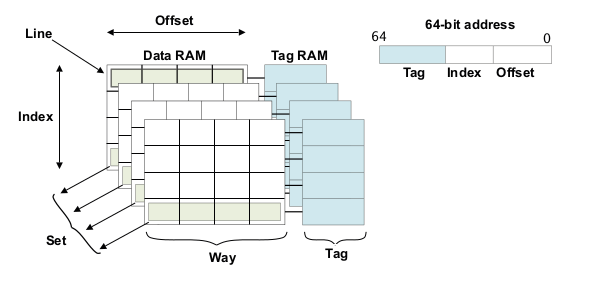 Offset
Line
Data RAM
Tag RAM
Index
Set
Way
Tag
64-bit address
64
0
Tag
Index
Offset